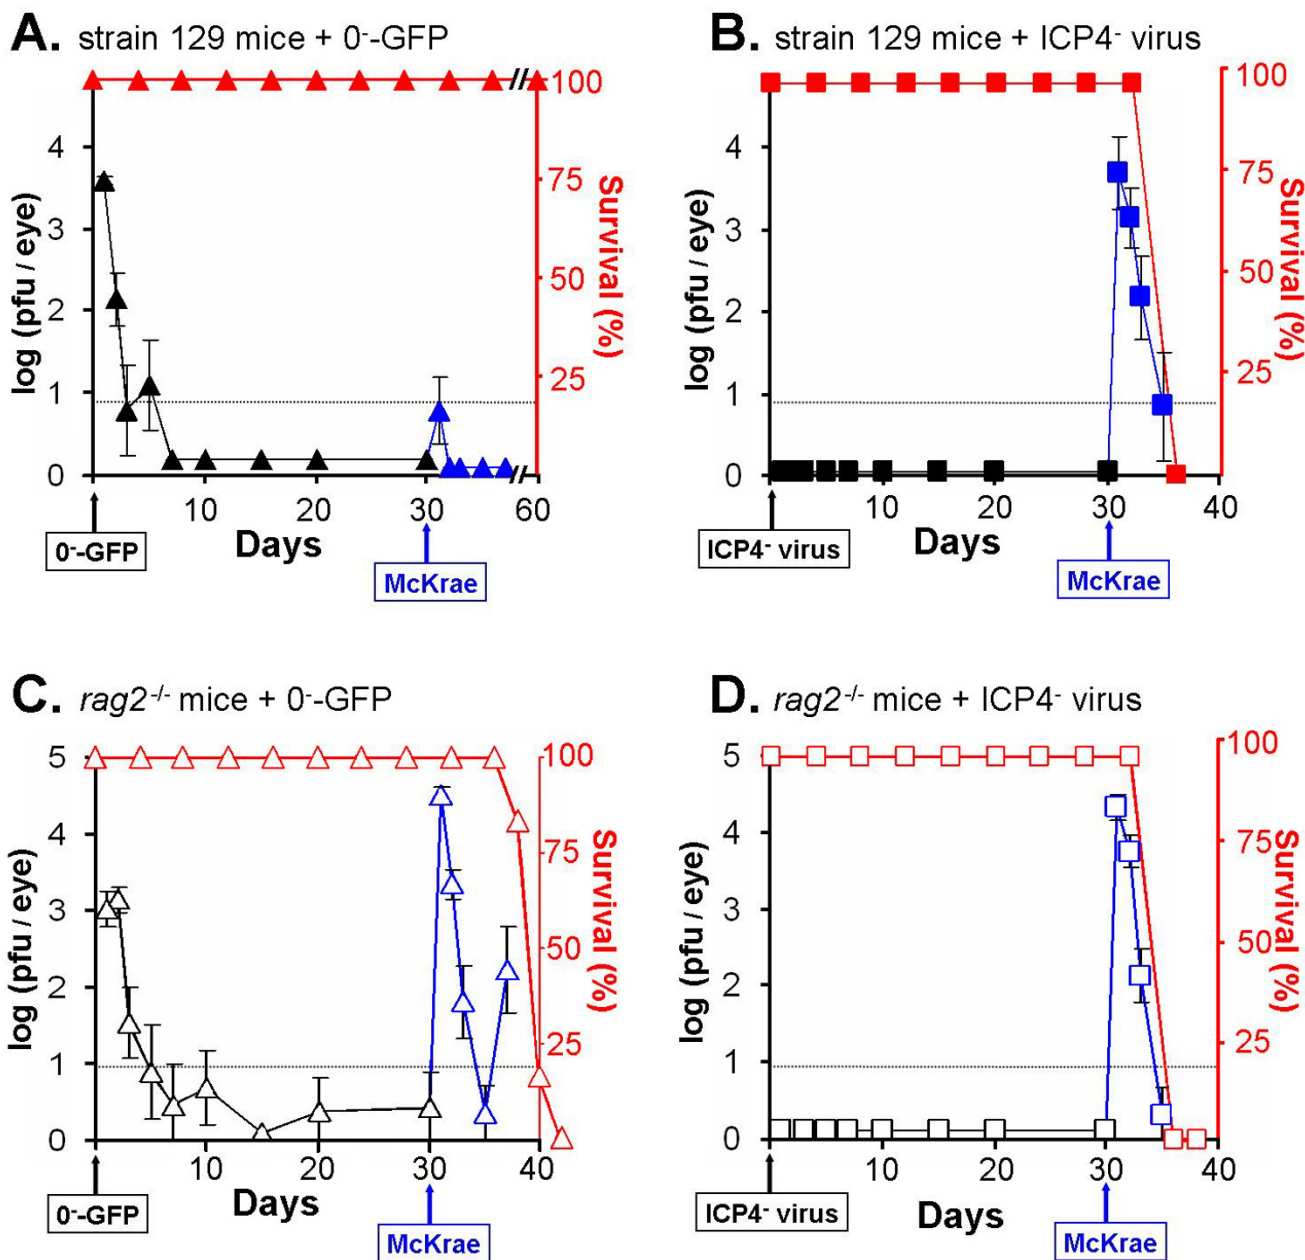 A. strain 129 mice + 0⁻-GFP
log (pfu / eye)
4
3
2
1
0
10
20
30
60
Days
100
75
50
25
Survival (%)
0⁻-GFP
McKrae
B. strain 129 mice + ICP4⁻ virus
log (pfu / eye)
4
3
2
1
0
10
20
30
40
Days
100
75
50
25
Survival (%)
ICP4⁻ virus
McKrae
C. rag2⁻/⁻ mice + 0⁻-GFP
log (pfu / eye)
5
4
3
2
1
0
10
20
30
40
Days
100
75
50
25
Survival (%)
0⁻-GFP
McKrae
D. rag2⁻/⁻ mice + ICP4⁻ virus
log (pfu / eye)
5
4
3
2
1
0
10
20
30
40
Days
100
75
50
25
Survival (%)
ICP4⁻ virus
McKrae